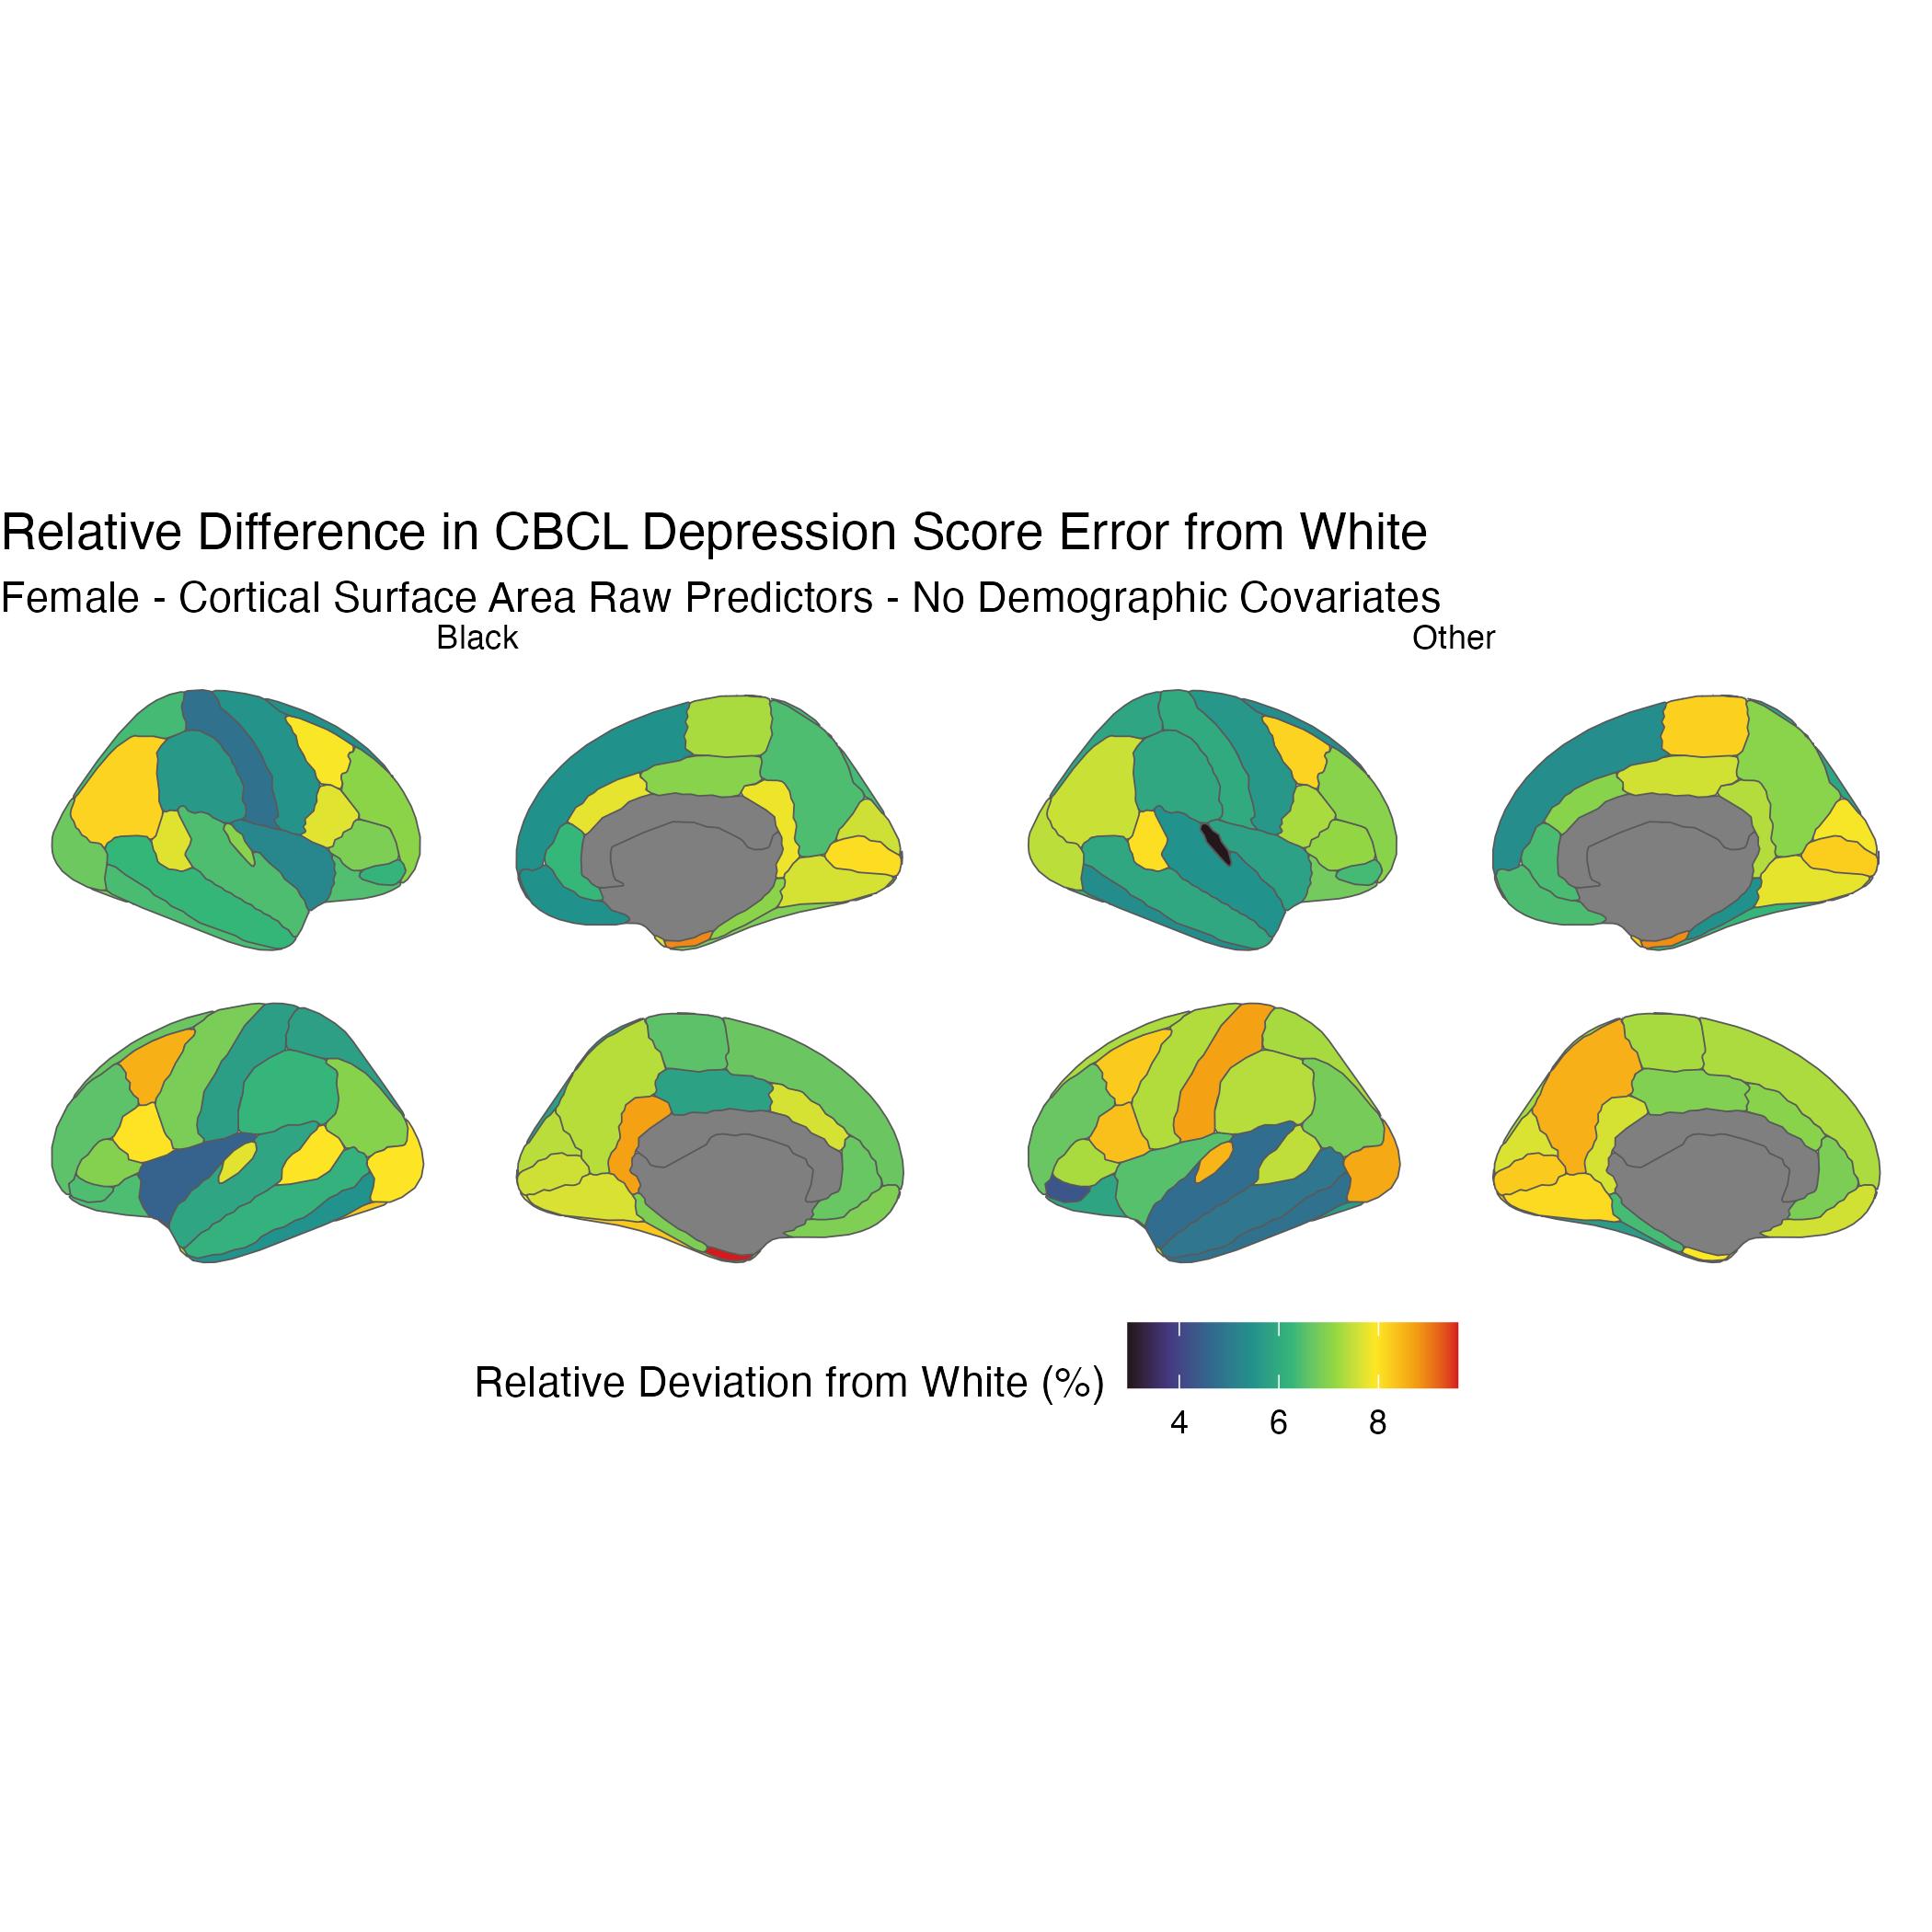 Relative Difference in CBCL Depression Score Error from White
Female - Cortical Surface Area Raw Predictors - No Demographic Covariates
Black
Other
Relative Deviation from White (%)
4 6 8